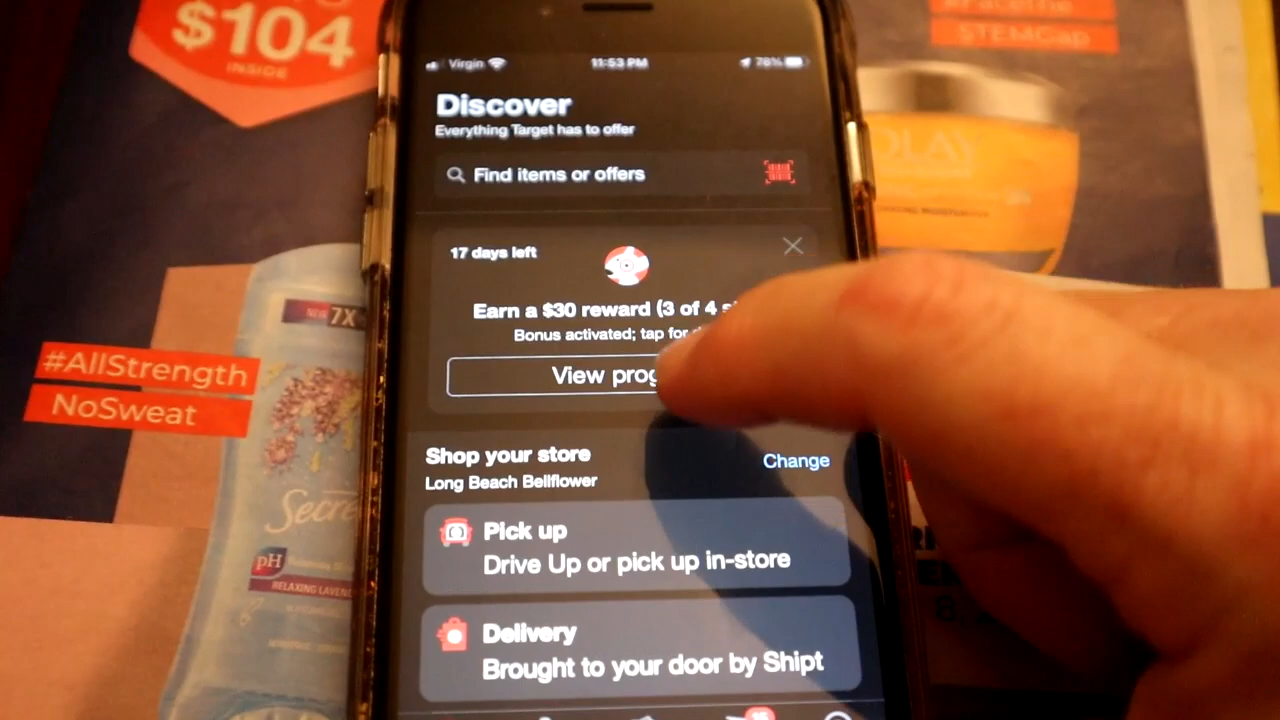 $104
INSIDE
STEMGap
OLAY
Virgin
11:53 PM
78%
Discover
Everything Target has to offer
Find items or offers
17 days left
Earn a $30 reward (3 of 4
Bonus activated; tap for
View prog
Shop your store
Change
Long Beach Bellflower
Pick up
Drive Up or pick up in-store
Delivery
Brought to your door by Shipt
#AllStrength
NoSweat
NEW 7X
Secre
pH
RELAXING LAVEN